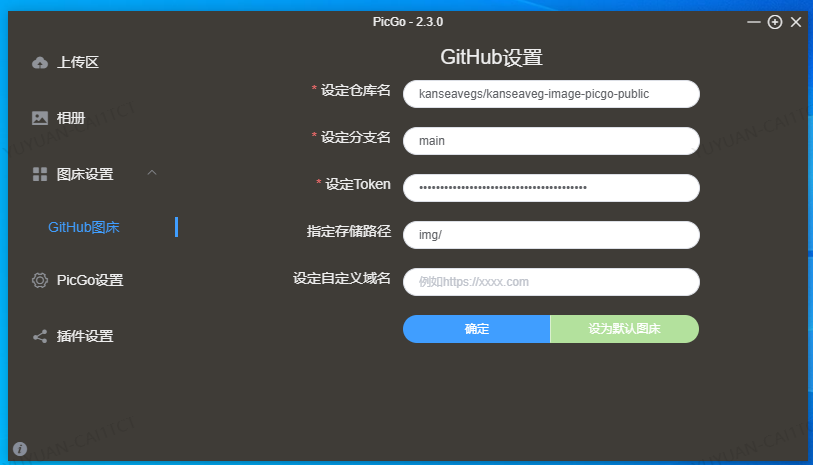 PicGo - 2.3.0
上传区
相册
图床设置
GitHub图床
PicGo设置
插件设置
GitHub设置
* 设定仓库名
kanseavegs/kanseaveg-image-picgo-public
* 设定分支名
main
* 设定Token
指定存储路径
img/
设定自定义域名
例如https://xxxx.com
确定
设为默认图床